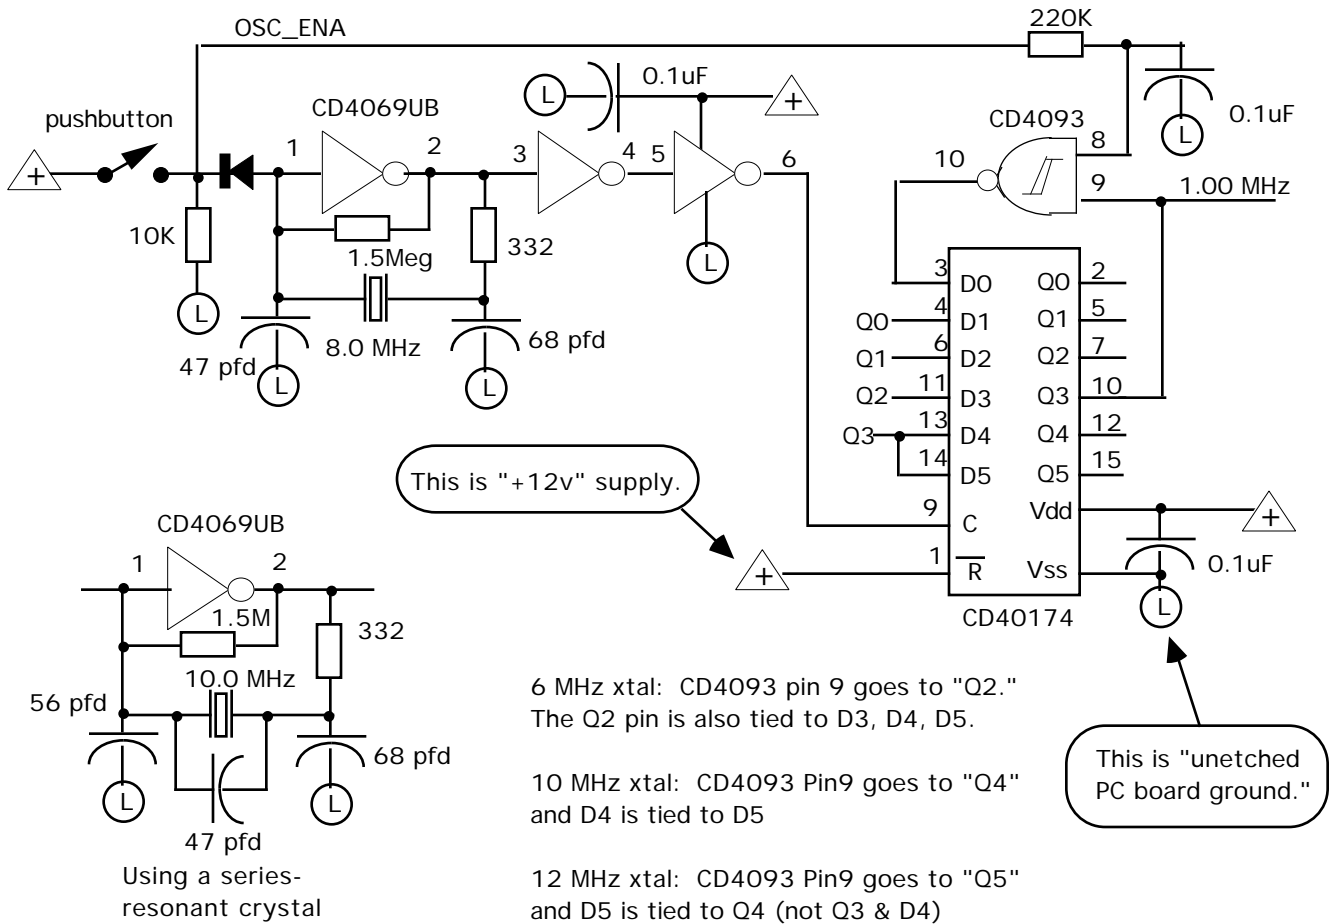 OSC_ENA
220K
0.1uF
L
+
CD4069UB
CD4093
0.1uF
L
pushbutton
1
2
3
4
5
6
10
8
9
1.00 MHz
+
10K
1.5Meg
332
L
L
8.0 MHz
47 pfd
68 pfd
L
L
3
D0
Q0
2
Q0
4
D1
Q1
5
Q1
6
D2
Q2
7
Q2
11
D3
Q3
10
Q3
13
D4
Q4
12
14
D5
Q5
15
9
C
Vdd
+
1
R
Vss
0.1uF
+
CD40174
L
This is "+12v" supply.
CD4069UB
1
2
1.5M
332
10.0 MHz
56 pfd
68 pfd
L
L
47 pfd
Using a series-
resonant crystal
6 MHz xtal: CD4093 pin 9 goes to "Q2."
The Q2 pin is also tied to D3, D4, D5.
10 MHz xtal: CD4093 Pin9 goes to "Q4"
and D4 is tied to D5
12 MHz xtal: CD4093 Pin9 goes to "Q5"
and D5 is tied to Q4 (not Q3 & D4)
This is "unetched
PC board ground."